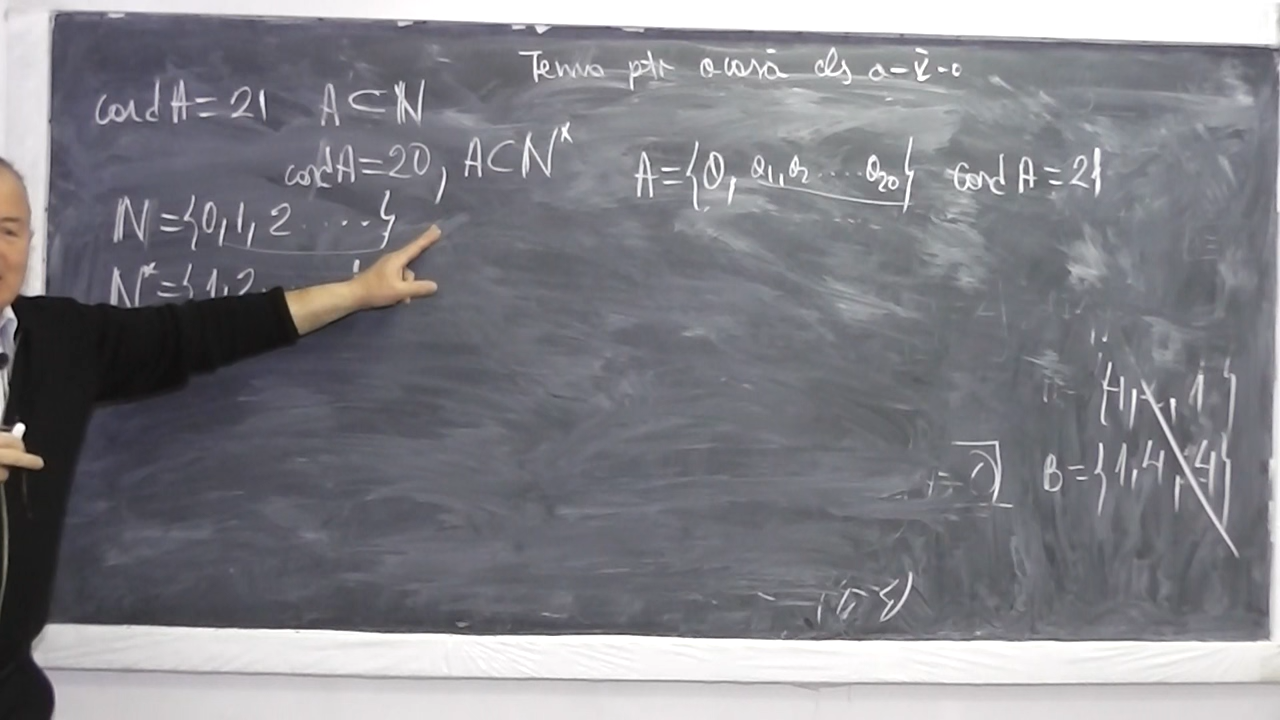 Tema ptr acasă cls a-V-a
card A = 21 A ⊂ ℕ
card A = 20, A ⊂ ℕ*
A = {0, a₁, a₂ .... a₂₀} card A = 21
ℕ = {0, 1, 2 .....}
ℕ* = {1, 2
B = {1, 4, 4}